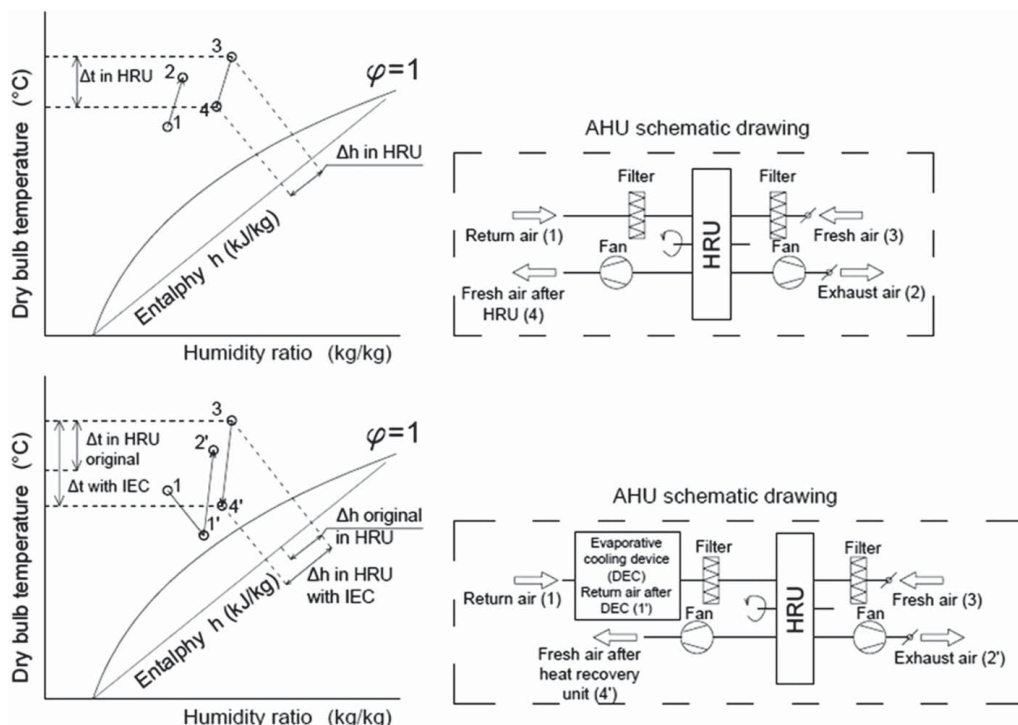 Dry bulb temperature (°C)
Δt in HRU
2
3
1
4
φ=1
Δh in HRU
Entalphy h (kJ/kg)
Humidity ratio (kg/kg)
AHU schematic drawing
Filter
Filter
Return air (1)
Fan
HRU
Fan
Fresh air (3)
Fresh air after
HRU (4)
Exhaust air (2)
Dry bulb temperature (°C)
Δt in HRU
original
Δt with IEC
3
2'
1
1'
4'
φ=1
Δh original
in HRU
Δh in HRU
with IEC
Entalphy h (kJ/kg)
Humidity ratio (kg/kg)
AHU schematic drawing
Evaporative
cooling device
(DEC)
Return air after
DEC (1')
Filter
Filter
Return air (1)
Fan
HRU
Fan
Fresh air (3)
Fresh air after
heat recovery
unit (4')
Exhaust air (2')